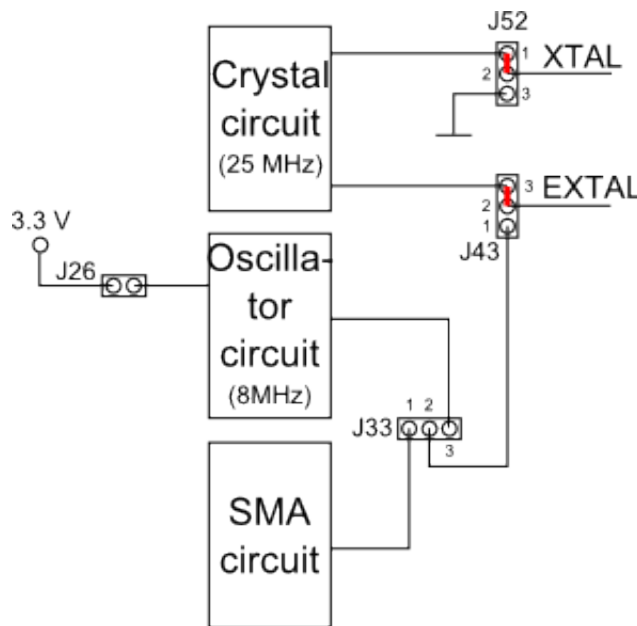 J52
1
XTAL
2
3
Crystal
circuit
(25 MHz)
3
EXTAL
2
1
J43
3.3 V
J26
Oscilla-
tor
circuit
(8MHz)
1 2
J33
3
SMA
circuit